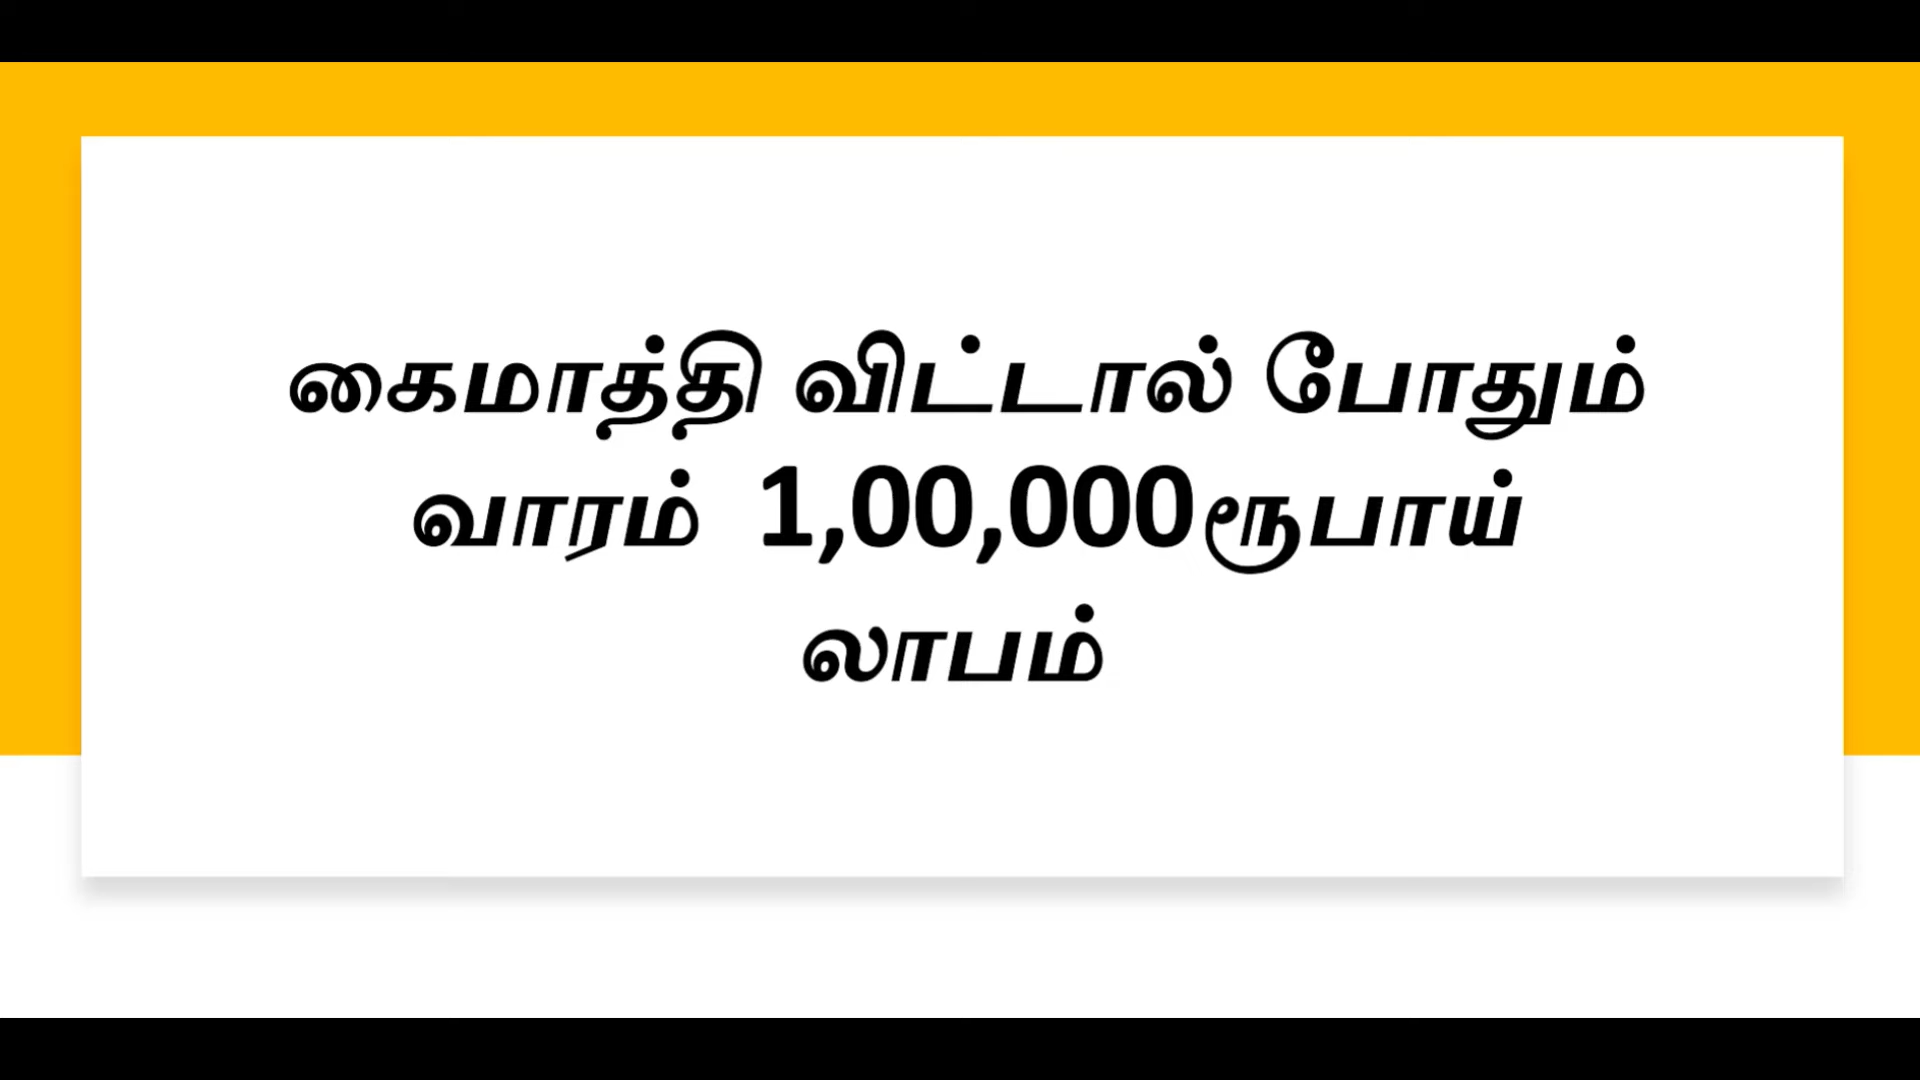 கைமாத்தி விட்டால் போதும்
வாரம் 1,00,000ரூபாய்
லாபம்